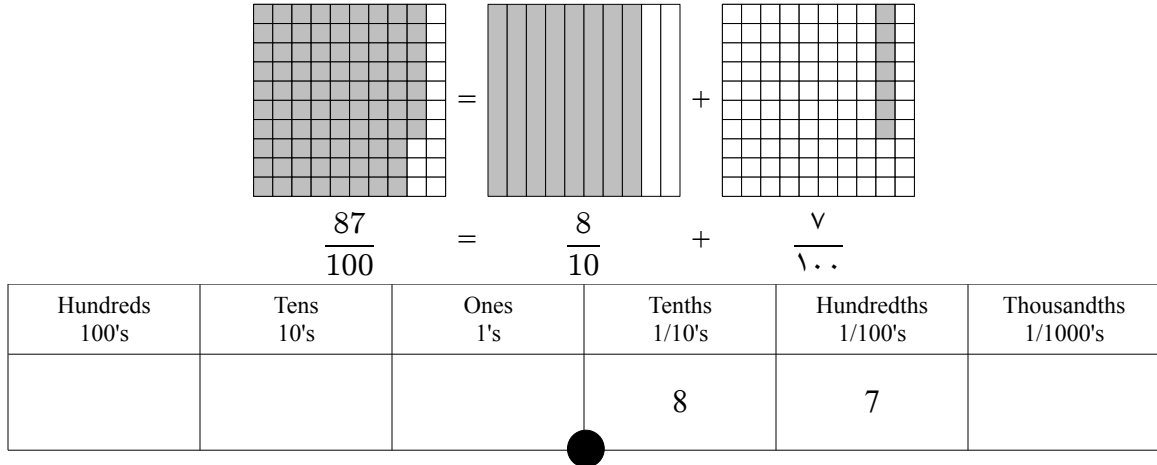 = +
87/100 = 8/10 + ٧/١٠٠
Hundreds Tens Ones Tenths Hundredths Thousandths
100's 10's 1's 1/10's 1/100's 1/1000's
8 7